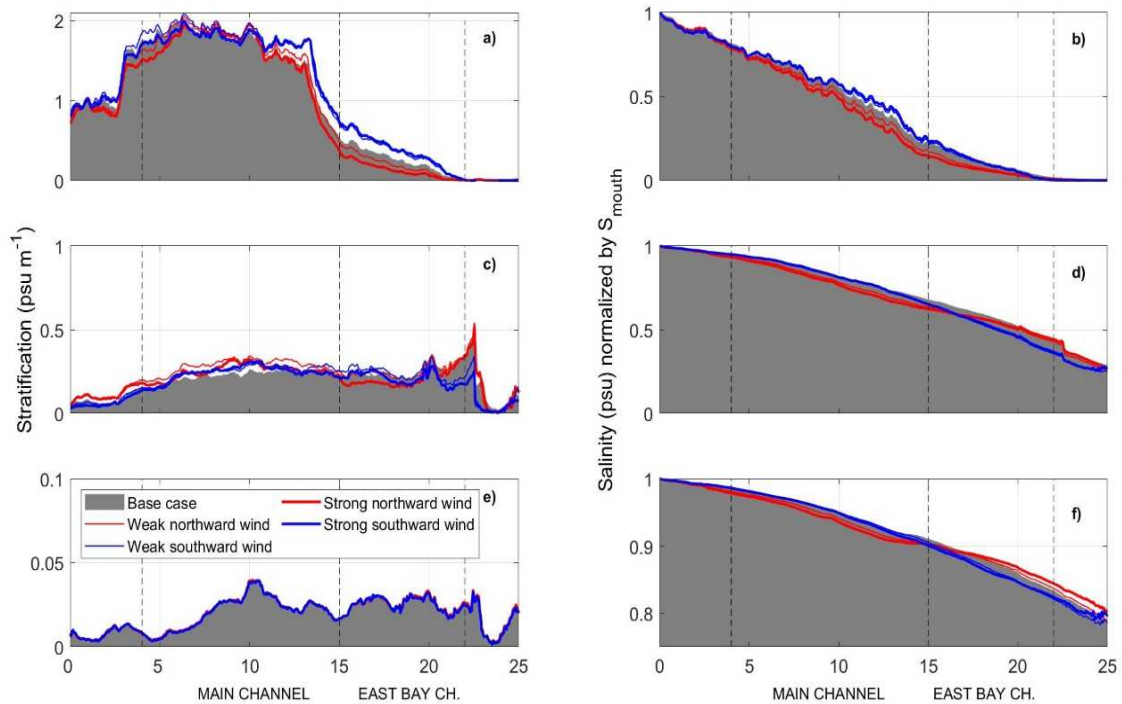 2
a)
1
0
1
b)
0.5
0
Stratification (psu m-1)
1
c)
0.5
0
Salinity (psu) normalized by Smouth
1
d)
0.5
0
0.1
e)
0.05
0
Base case
Strong northward wind
Weak northward wind
Strong southward wind
Weak southward wind
1
f)
0.9
0.8
0 5 10 15 20 25
MAIN CHANNEL EAST BAY CH.
0 5 10 15 20 25
MAIN CHANNEL EAST BAY CH.